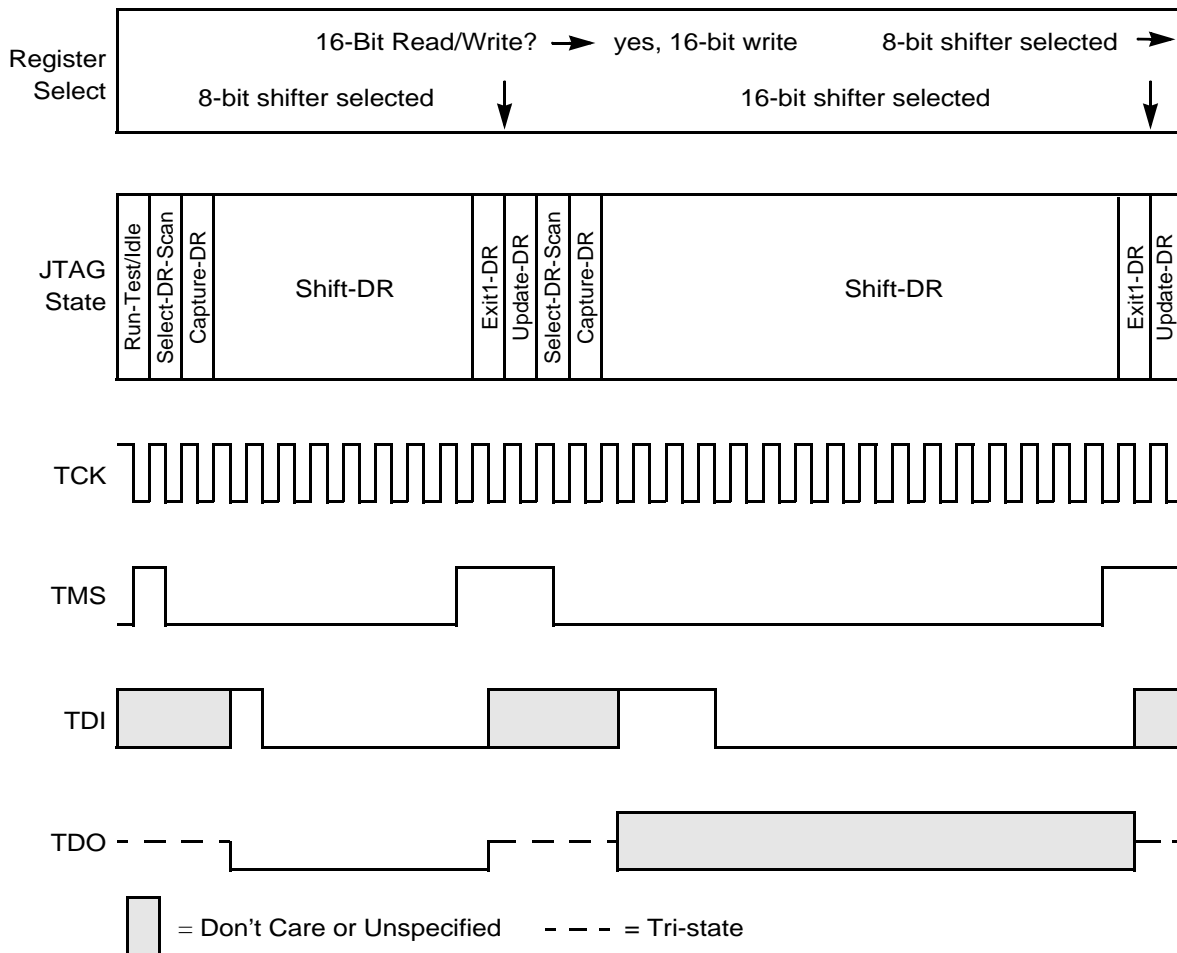 16-Bit Read/Write? yes, 16-bit write 8-bit shifter selected
Register
Select
8-bit shifter selected 16-bit shifter selected
JTAG
State
Run-Test/Idle
Select-DR-Scan
Capture-DR
Shift-DR
Exit1-DR
Update-DR
Select-DR-Scan
Capture-DR
Shift-DR
Exit1-DR
Update-DR
TCK
TMS
TDI
TDO
= Don't Care or Unspecified = Tri-state